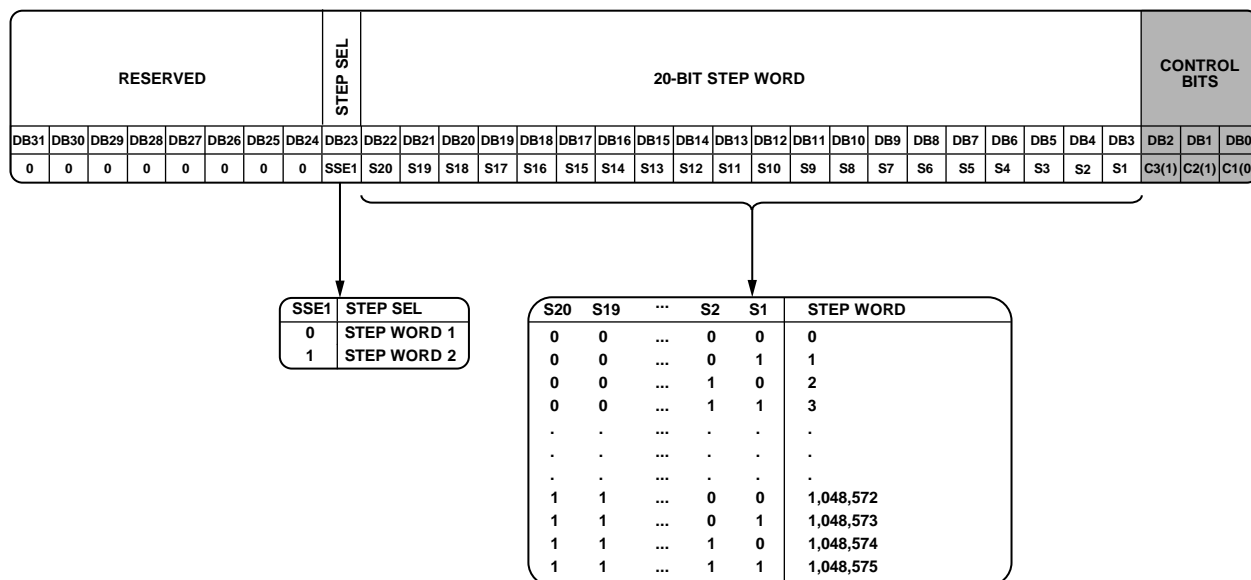 RESERVED
STEP SEL
20-BIT STEP WORD
CONTROL
BITS
DB31 DB30 DB29 DB28 DB27 DB26 DB25 DB24 DB23 DB22 DB21 DB20 DB19 DB18 DB17 DB16 DB15 DB14 DB13 DB12 DB11 DB10 DB9 DB8 DB7 DB6 DB5 DB4 DB3 DB2 DB1 DB0
0 0 0 0 0 0 0 0 SSE1 S20 S19 S18 S17 S16 S15 S14 S13 S12 S11 S10 S9 S8 S7 S6 S5 S4 S3 S2 S1 C3(1) C2(1) C1(0
SSE1 STEP SEL
0 STEP WORD 1
1 STEP WORD 2
S20 S19 ... S2 S1 STEP WORD
0 0 ... 0 0 0
0 0 ... 0 1 1
0 0 ... 1 0 2
0 0 ... 1 1 3
. . ... . . .
. . ... . . .
. . ... . . .
1 1 ... 0 0 1,048,572
1 1 ... 0 1 1,048,573
1 1 ... 1 0 1,048,574
1 1 ... 1 1 1,048,575